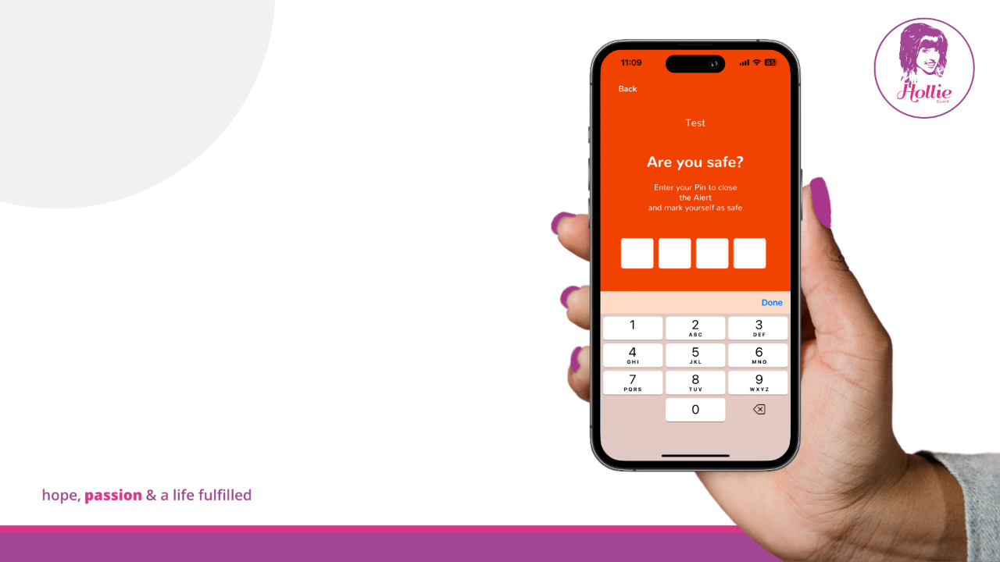 Hollie
Guard
11:09
85
Back
Test
Are you safe?
Enter your Pin to close
the Alert
and mark yourself as safe
Done
1
2
ABC
3
DEF
4
GHI
5
JKL
6
MNO
7
PQRS
8
TUV
9
WXYZ
0
hope, passion & a life fulfilled